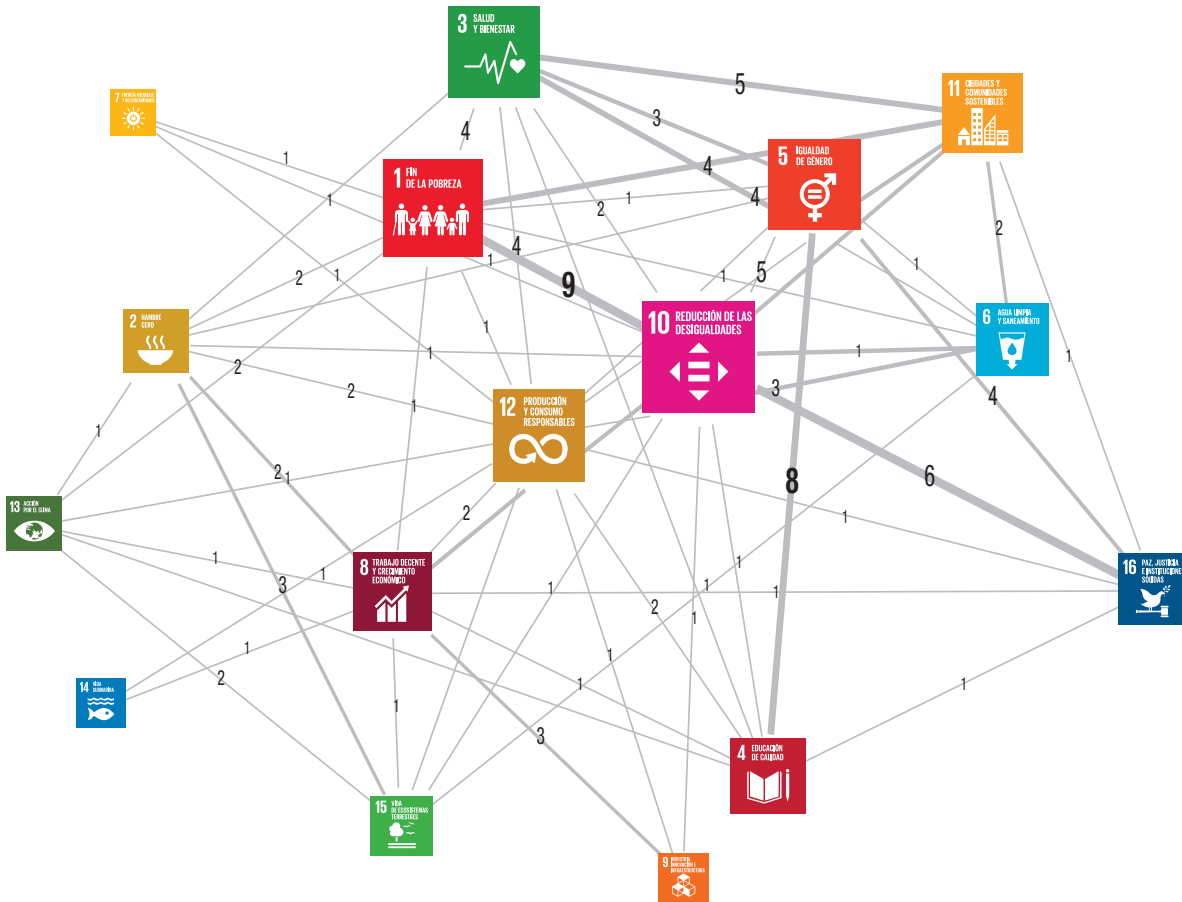 3 SALUD
Y BIENESTAR
11 CIUDADES Y
COMUNIDADES
SOSTENIBLES
5
7 ENERGÍA ASEQUIBLE
Y NO CONTAMINANTE
3
4
5 IGUALDAD
DE GÉNERO
1
1 FIN
DE LA POBREZA
4
1
1
4
2
2
4
1
1
5
2
1
1
9
10 REDUCCIÓN DE LAS
DESIGUALDADES
6 AGUA LIMPIA
Y SANEAMIENTO
2 HAMBRE
CERO
1
1
1
1
2
2
3
4
1
12 PRODUCCIÓN
Y CONSUMO
RESPONSABLES
1
2
1
8
6
13 ACCIÓN
POR EL CLIMA
2
1
1
8 TRABAJO DECENTE
Y CRECIMIENTO
ECONÓMICO
1
16 PAZ, JUSTICIA
E INSTITUCIONES
SÓLIDAS
3
1
1
1
1
2
1
1
1
14 VIDA
SUBMARINA
2
1
1
1
3
4 EDUCACIÓN
DE CALIDAD
15 VIDA
DE ECOSISTEMAS
TERRESTRES
9 INDUSTRIA,
INNOVACIÓN E
INFRAESTRUCTURA